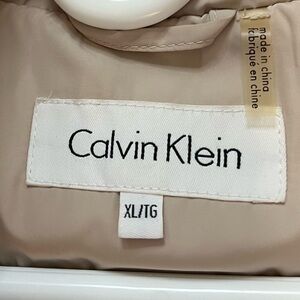 made in china
fabriqué en chine
Calvin Klein
XL/TG